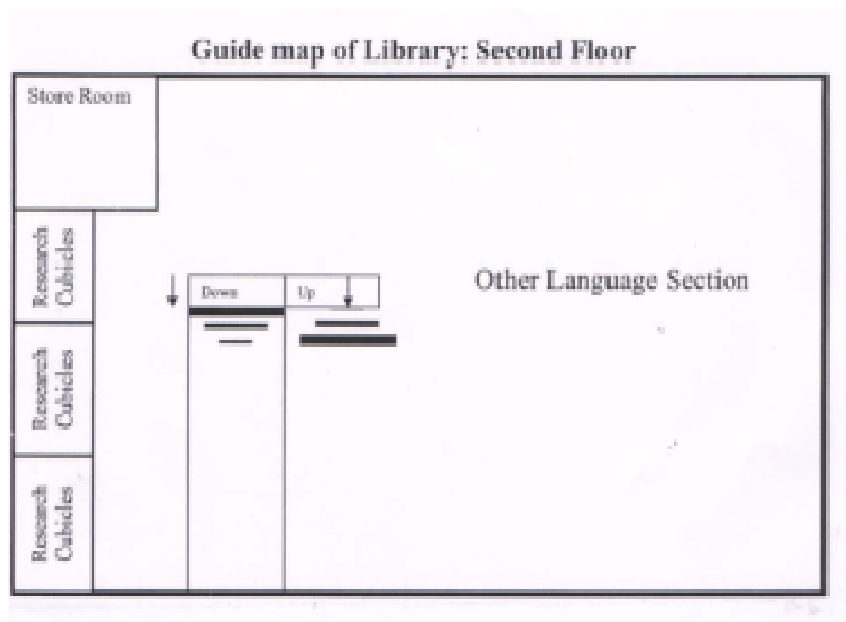 Guide map of Library: Second Floor
Store Room
Research
Cubicles
Down
Up
Other Language Section
Research
Cubicles
Research
Cubicles